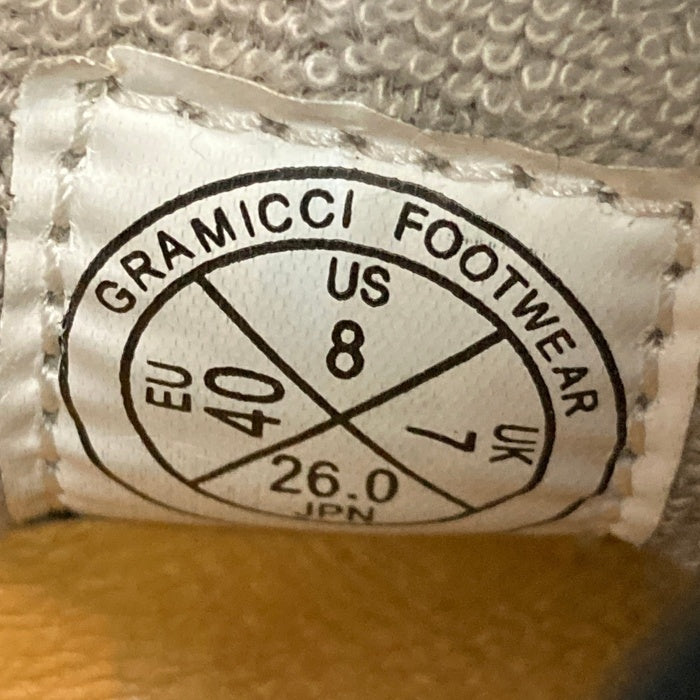 GRAMICCI FOOTWEAR
US
8
EU
40
UK
7
26.0
JPN